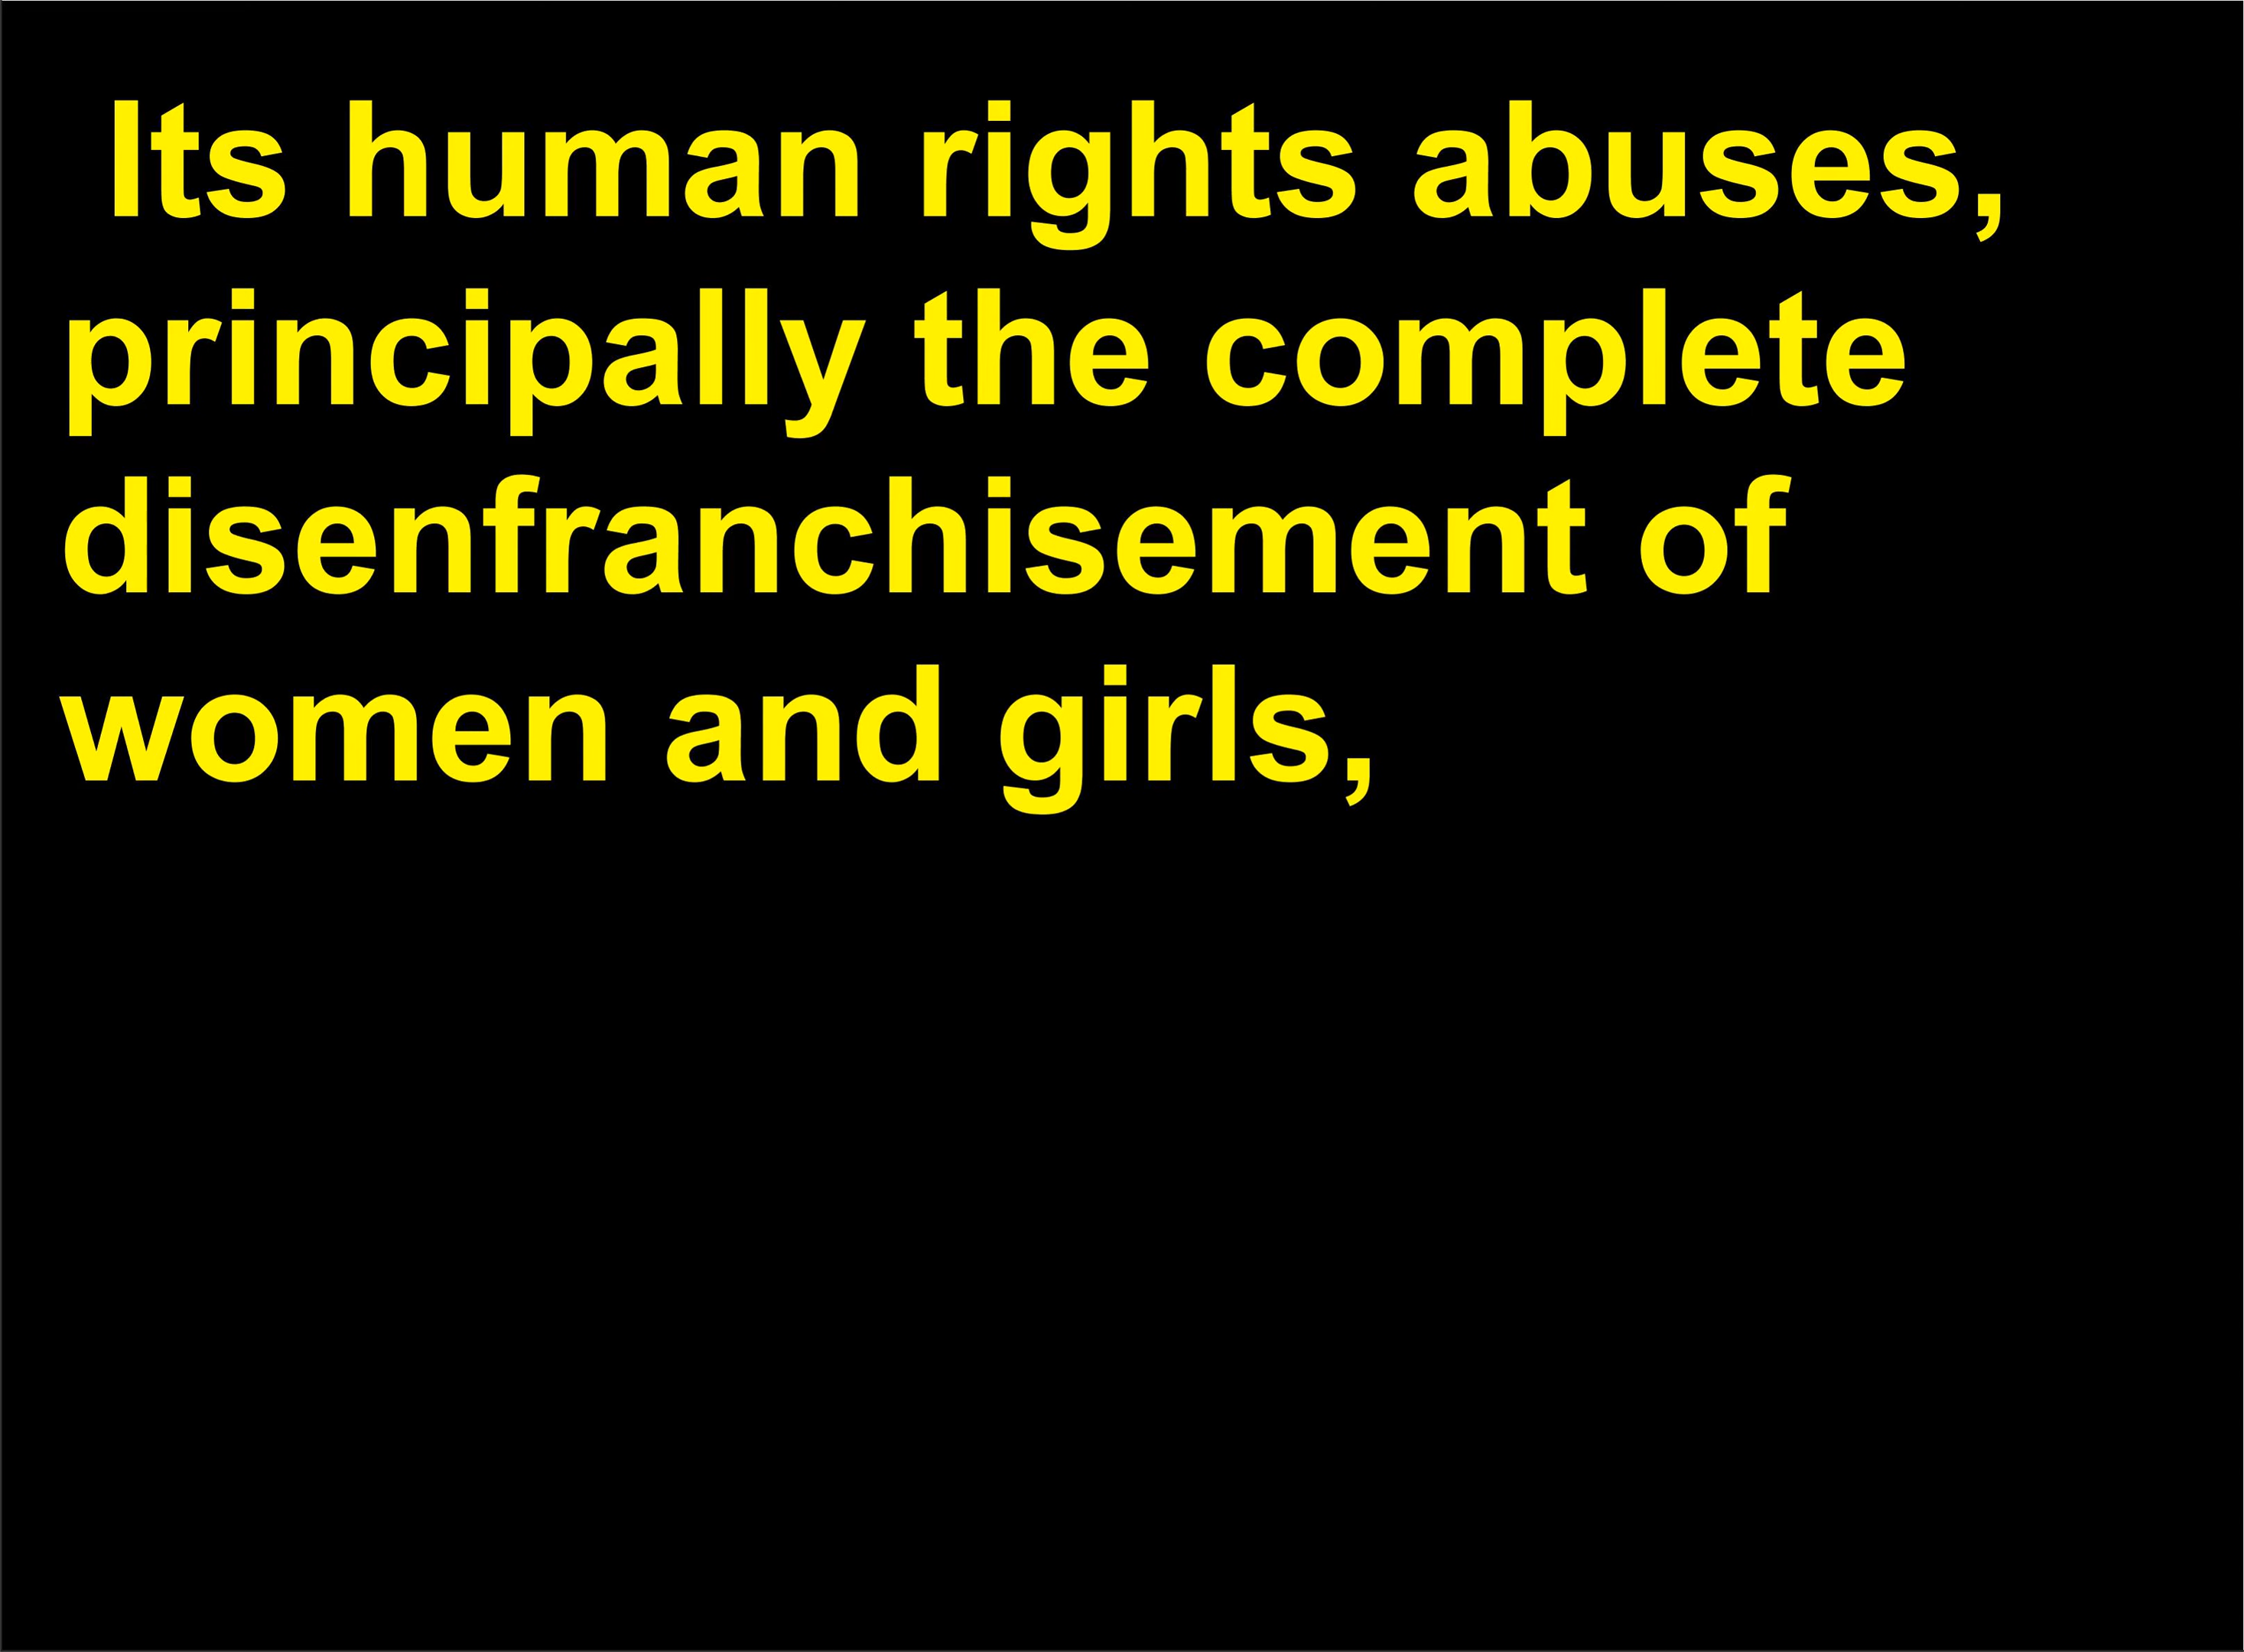 Its human rights abuses,
principally the complete
disenfranchisement of
women and girls,